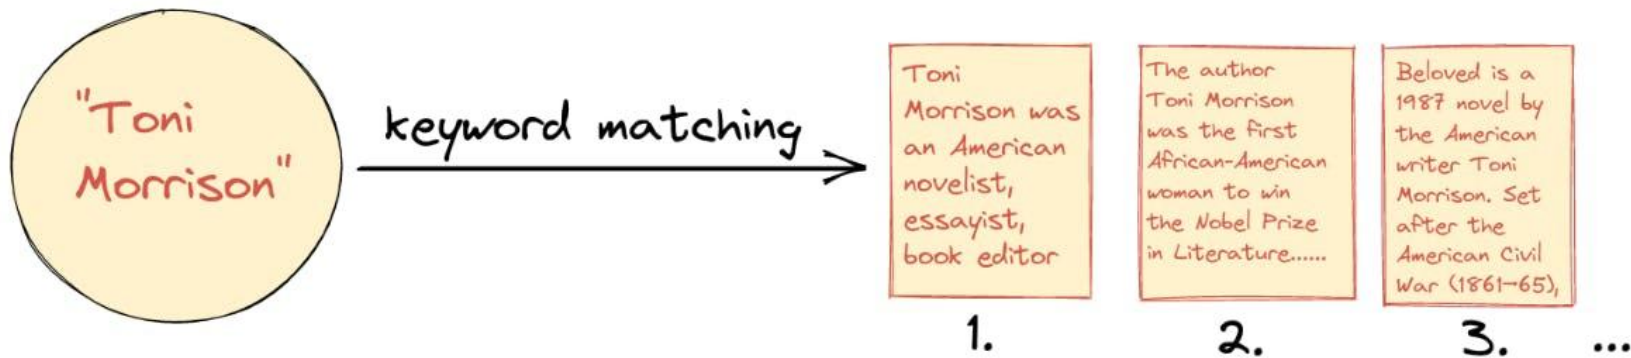 "Toni
Morrison"
keyword matching
Toni
Morrison was
an American
novelist,
essayist,
book editor
1.
The author
Toni Morrison
was the first
African-American
woman to win
the Nobel Prize
in Literature......
2.
Beloved is a
1987 novel by
the American
writer Toni
Morrison. Set
after the
American Civil
War (1861-65),
3.
...